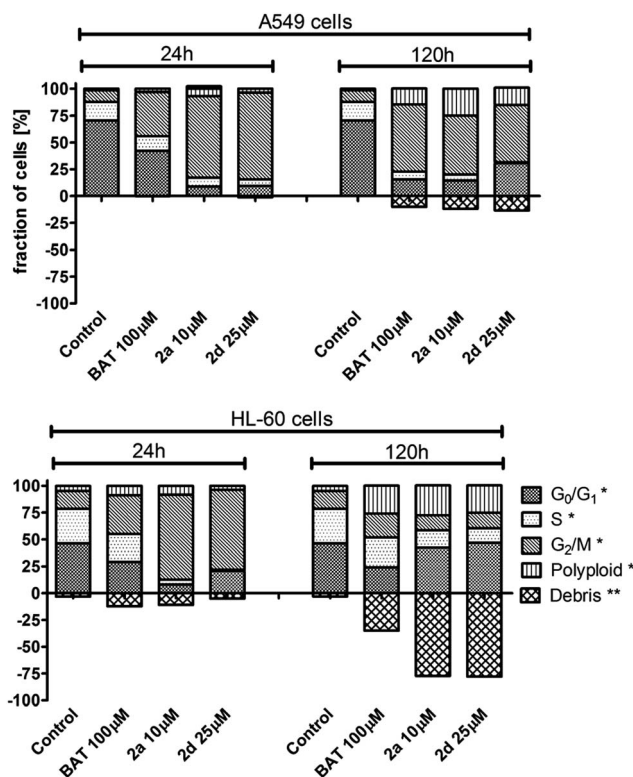 A549 cells
24h
120h
fraction of cells [%]
100
75
50
25
0
-25
-50
-75
-100
Control
BAT 100µM
2a 10µM
2d 25µM
Control
BAT 100µM
2a 10µM
2d 25µM
HL-60 cells
24h
120h
100
75
50
25
0
-25
-50
-75
-100
G₀/G₁ *
S *
G₂/M *
Polyploid *
Debris **
Control
BAT 100µM
2a 10µM
2d 25µM
Control
BAT 100µM
2a 10µM
2d 25µM